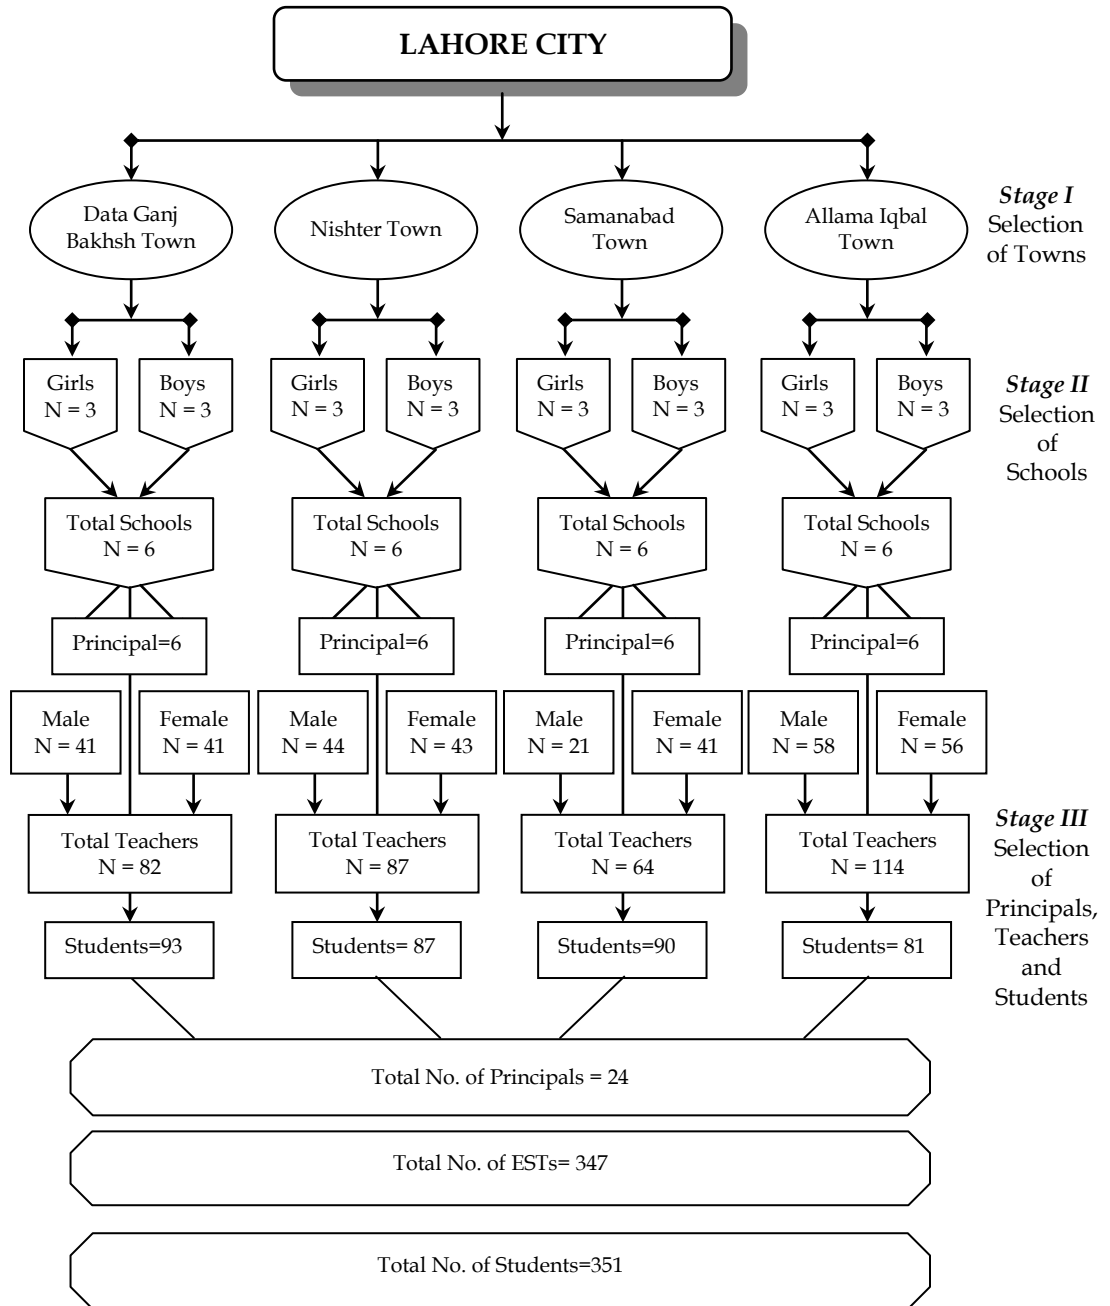 LAHORE CITY
Data Ganj
Bakhsh Town
Nishter Town
Samanabad
Town
Allama Iqbal
Town
Stage I
Selection
of Towns
Girls
N = 3
Boys
N = 3
Girls
N = 3
Boys
N = 3
Girls
N = 3
Boys
N = 3
Girls
N = 3
Boys
N = 3
Stage II
Selection
of
Schools
Total Schools
N = 6
Total Schools
N = 6
Total Schools
N = 6
Total Schools
N = 6
Principal=6
Principal=6
Principal=6
Principal=6
Male
N = 41
Female
N = 41
Male
N = 44
Female
N = 43
Male
N = 21
Female
N = 41
Male
N = 58
Female
N = 56
Total Teachers
N = 82
Total Teachers
N = 87
Total Teachers
N = 64
Total Teachers
N = 114
Stage III
Selection
of
Principals,
Teachers
and
Students
Students=93
Students= 87
Students=90
Students= 81
Total No. of Principals = 24
Total No. of ESTs= 347
Total No. of Students=351